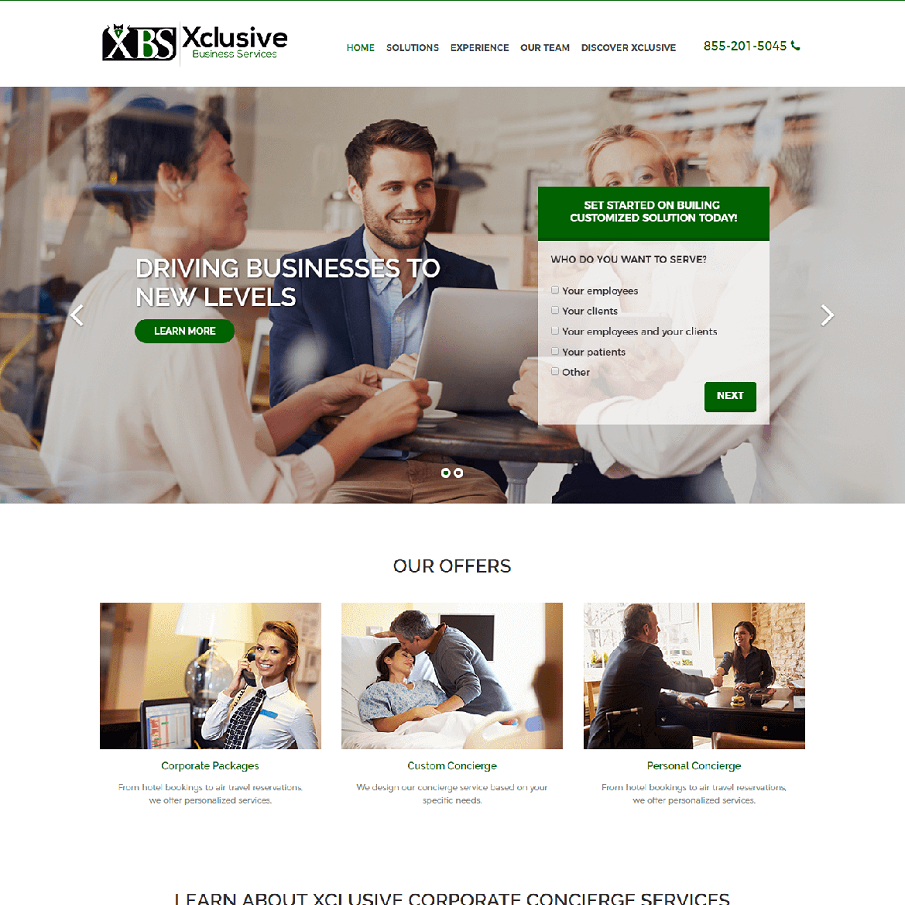 XBS Xclusive
Business Services
HOME SOLUTIONS EXPERIENCE OUR TEAM DISCOVER XCLUSIVE
855-201-5045
DRIVING BUSINESSES TO
NEW LEVELS
LEARN MORE
SET STARTED ON BUILING
CUSTOMIZED SOLUTION TODAY!
WHO DO YOU WANT TO SERVE?
Your employees
Your clients
Your employees and your clients
Your patients
Other
NEXT
OUR OFFERS
Corporate Packages
From hotel bookings to air travel reservations,
we offer personalized services.
Custom Concierge
We design our concierge service based on your
specific needs.
Personal Concierge
From hotel bookings to air travel reservations,
we offer personalized services.
LEARN ABOUT XCLUSIVE CORPORATE CONCIERGE SERVICES